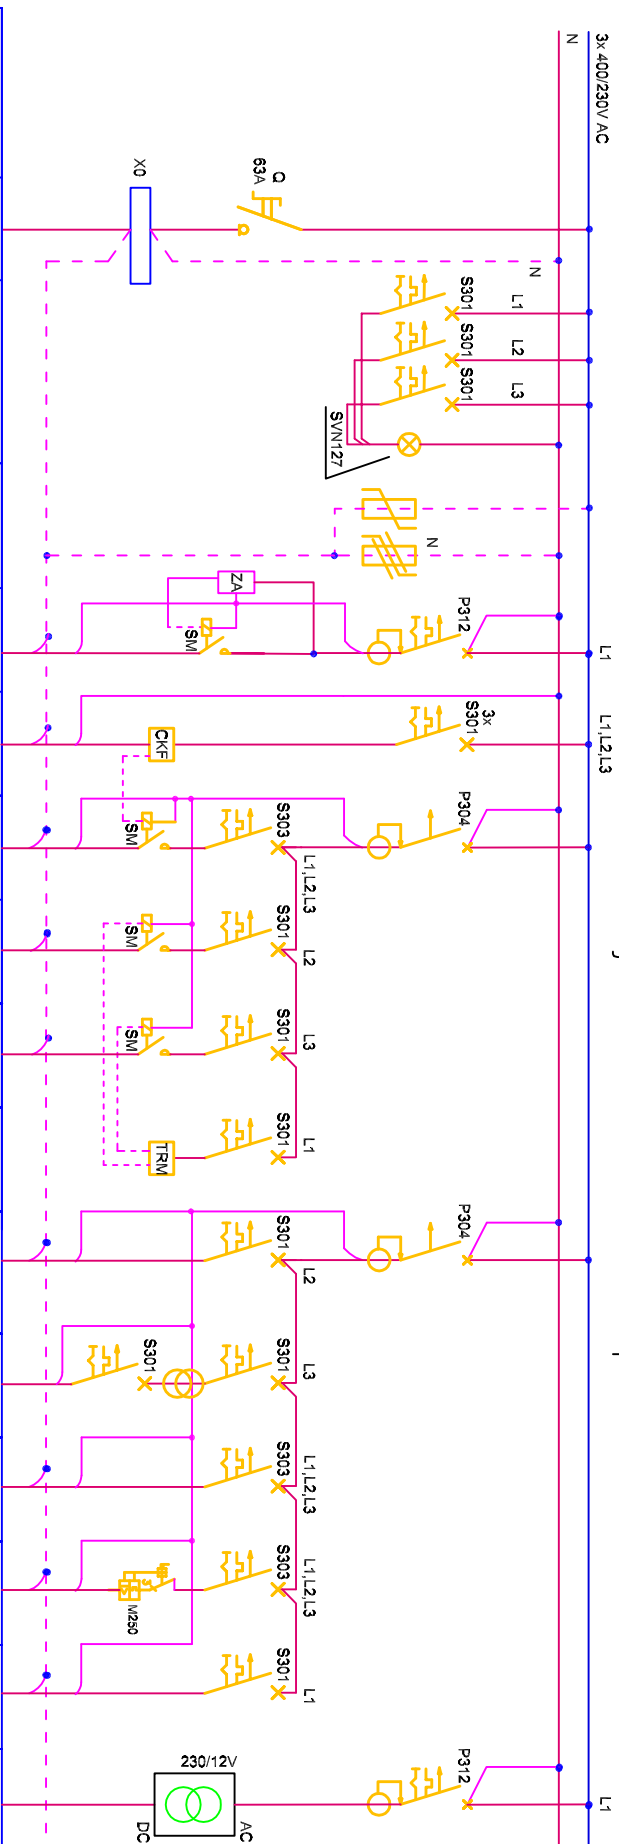 3x 400/230V AC
N
Q
63A
X0
N
L1
S301
L2
S301
L3
S301
SVN127
N
L1
P312
ZA
SM
L1,L2,L3
3x
S301
CKF
P304
S303
L1,L2,L3
SM
S301
L2
SM
S301
L3
SM
S301
L1
TRM
P304
S301
L2
S301
L3
S301
S303
L1,L2,L3
S303
L1,L2,L3
M250
S301
L1
L1
P312
230/12V
AC
DC